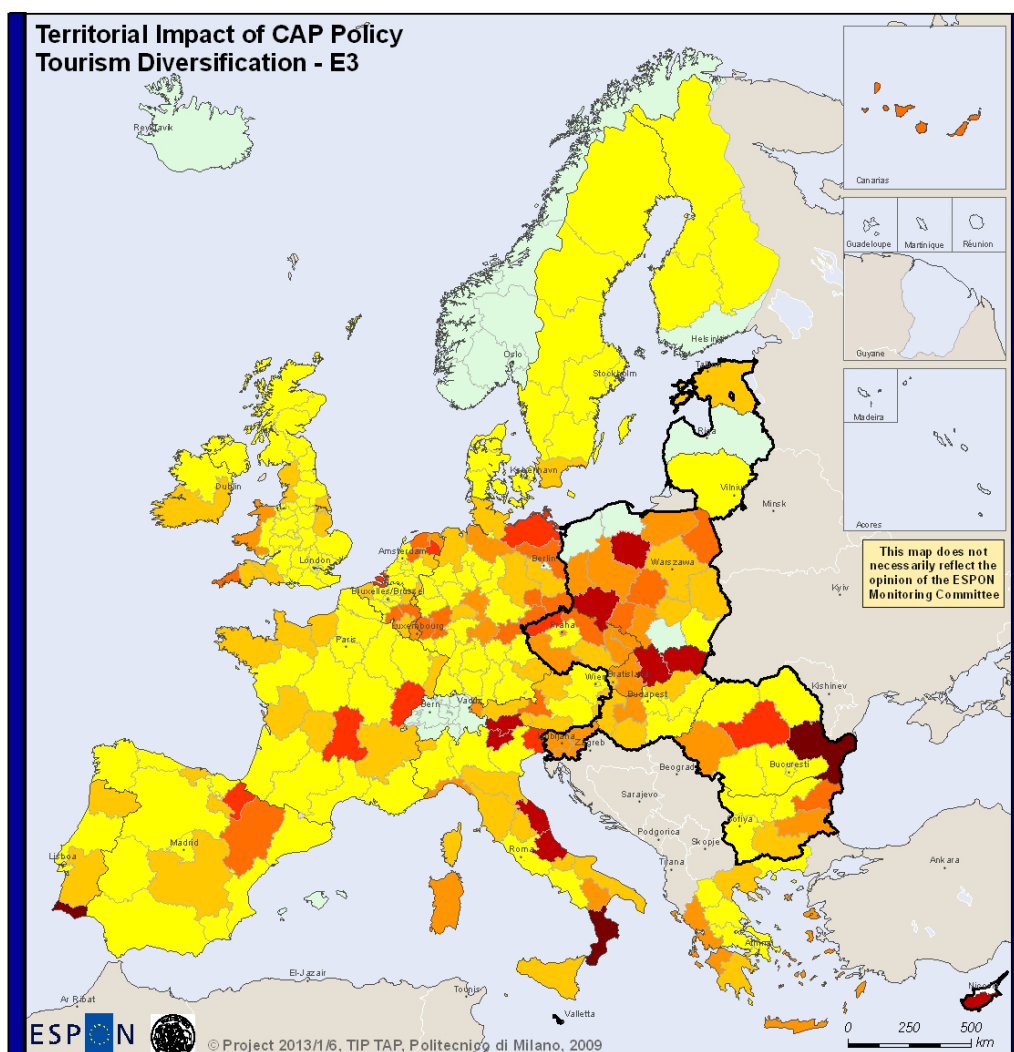 Territorial Impact of CAP Policy
Tourism Diversification - E3
Reykjavik
Canarias
Guadeloupe
Martinique
Réunion
Guyane
Madeira
Acores
This map does not
necessarily reflect the
opinion of the ESPON
Monitoring Committee
Oslo
Helsinki
Stockholm
Riga
København
Vilnius
Minsk
Dublin
London
Amsterdam
Berlin
Warszawa
Kyiv
Bruxelles/Brussel
Luxembourg
Praha
Paris
Wien
Bratislava
Budapest
Kishinev
Bern
Vaduz
Ljubljana
Zagreb
Beograd
Bucuresti
Sarajevo
Podgorica
Sofiya
Skopje
Tirana
Roma
Madrid
Lisboa
Ankara
Athina
El-Jazair
Tounis
Ar Ribat
Valletta
0 250 500
km
ESPON
© Project 2013/1/6, TIP TAP, Politecnico di Milano, 2009